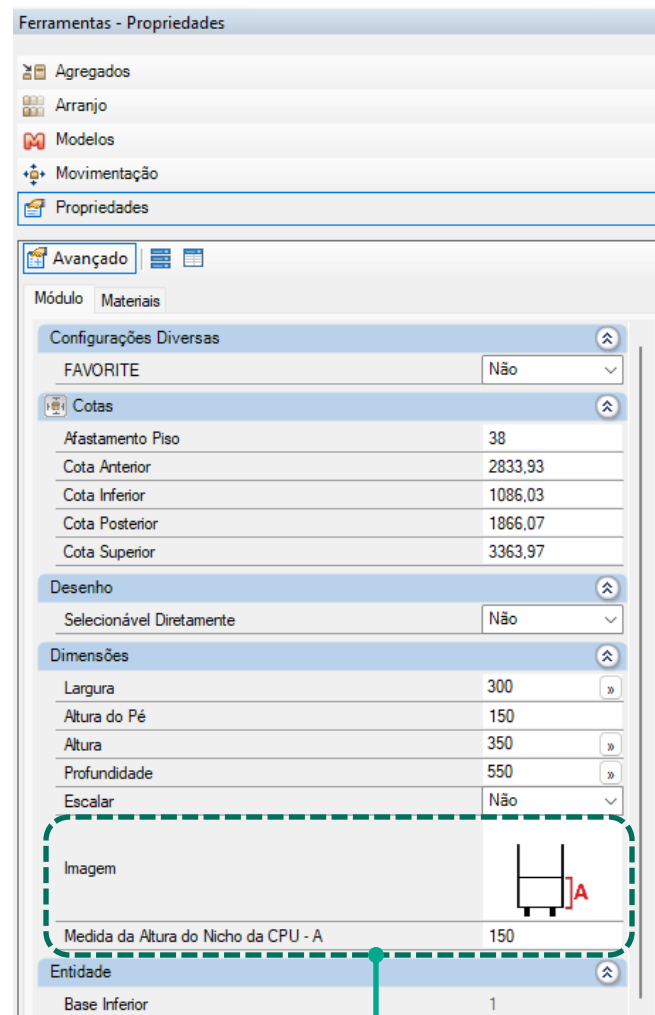 Ferramentas - Propriedades
Agregados
Arranjo
Modelos
Movimentação
Propriedades
Avançado
Módulo Materiais
Configurações Diversas
FAVORITE Não
Cotas
Afastamento Piso 38
Cota Anterior 2833,93
Cota Inferior 1086,03
Cota Posterior 1866,07
Cota Superior 3363,97
Desenho
Selecionável Diretamente Não
Dimensões
Largura 300 »
Altura do Pé 150
Altura 350 »
Profundidade 550 »
Escalar Não
Imagem A
Medida da Altura do Nicho da CPU - A 150
Entidade
Base Inferior 1